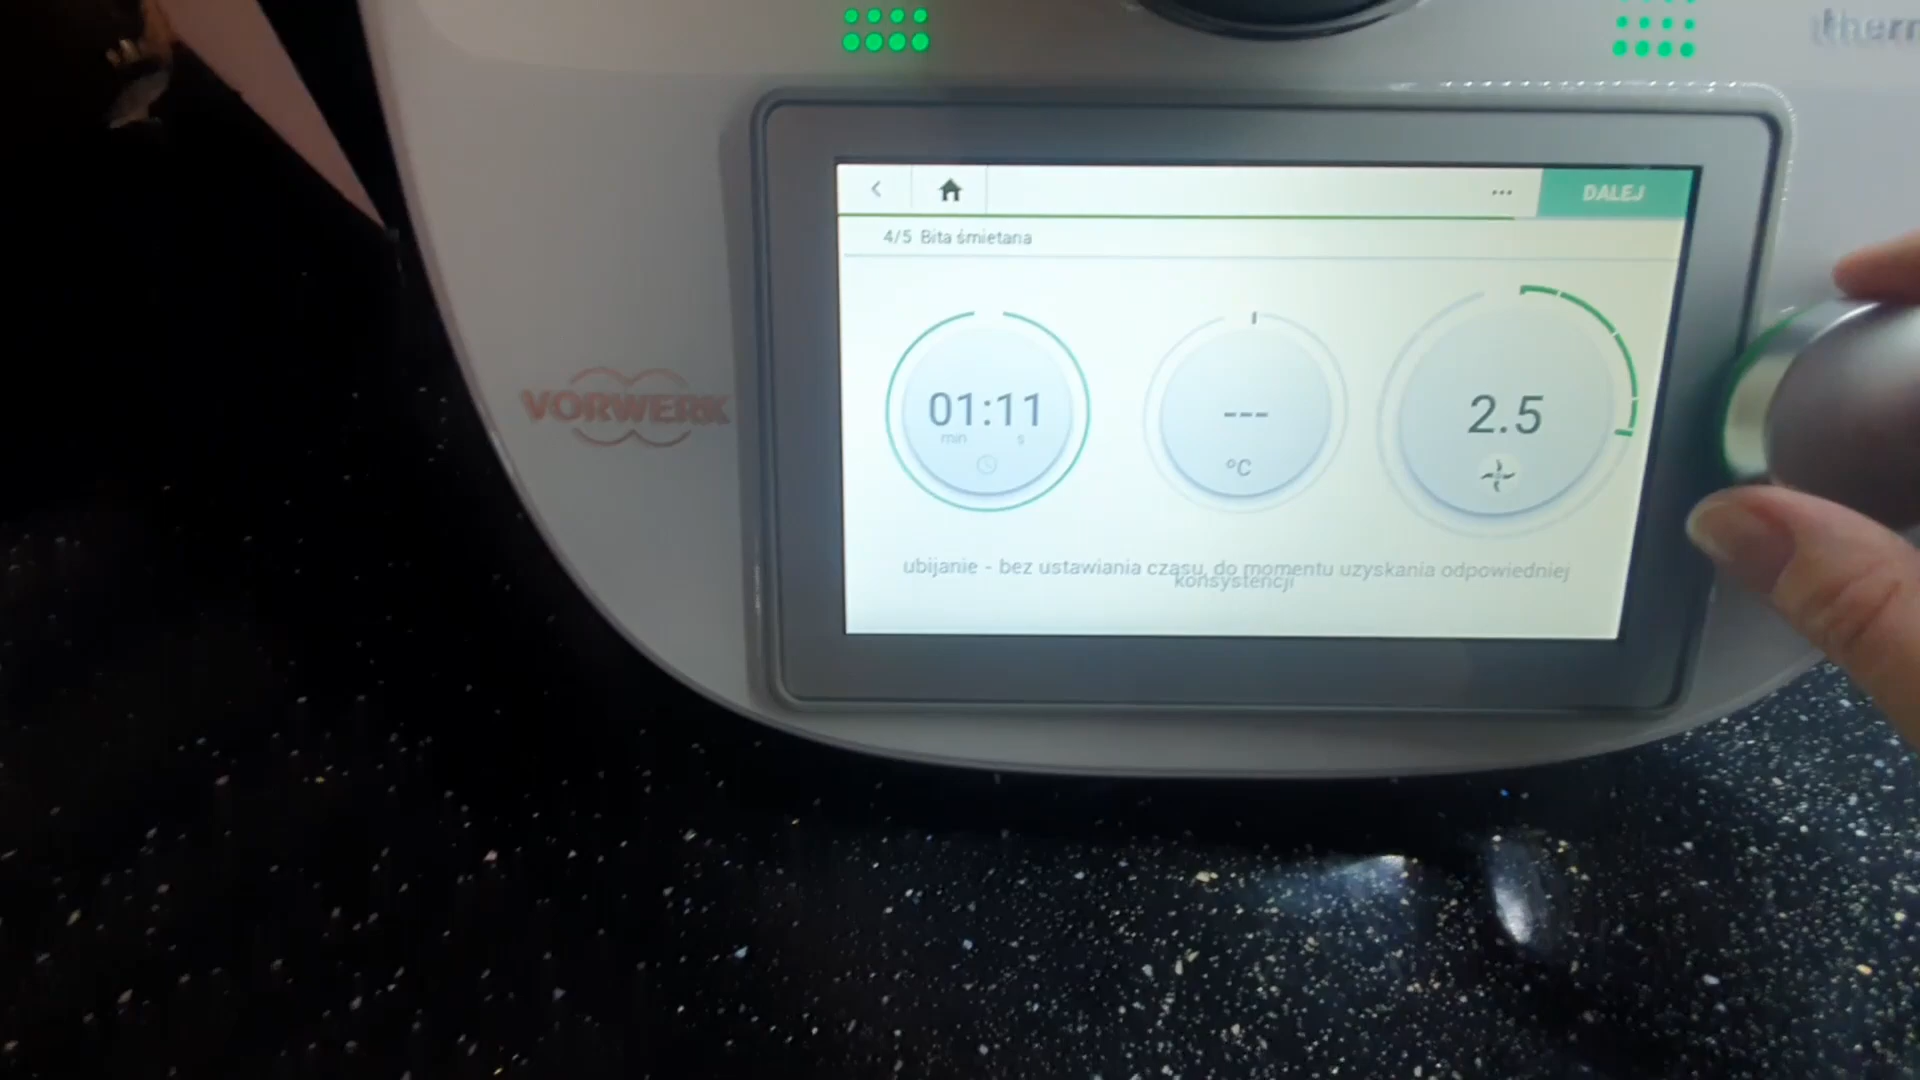 therm
DALEJ
4/5 Bita śmietana
01:11
min s
---
°C
2.5
VORWERK
ubijanie - bez ustawiania czasu, do momentu uzyskania odpowiedniej
konsystencji